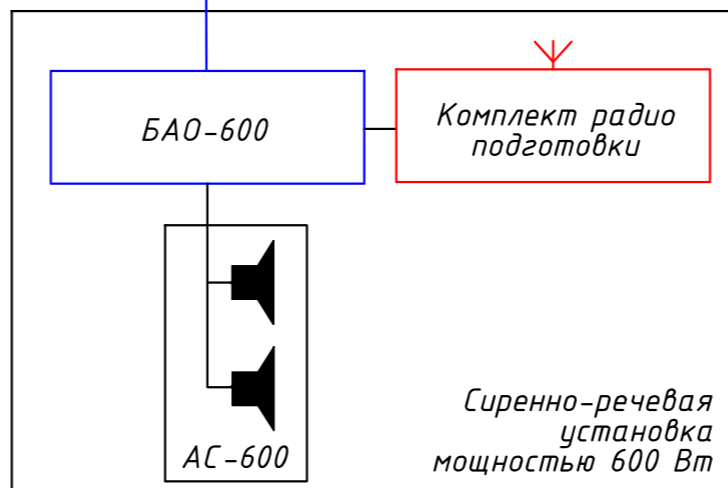 БАО-600
Комплект радио
подготовки
АС-600
Сиренно-речевая
установка
мощностью 600 Вт